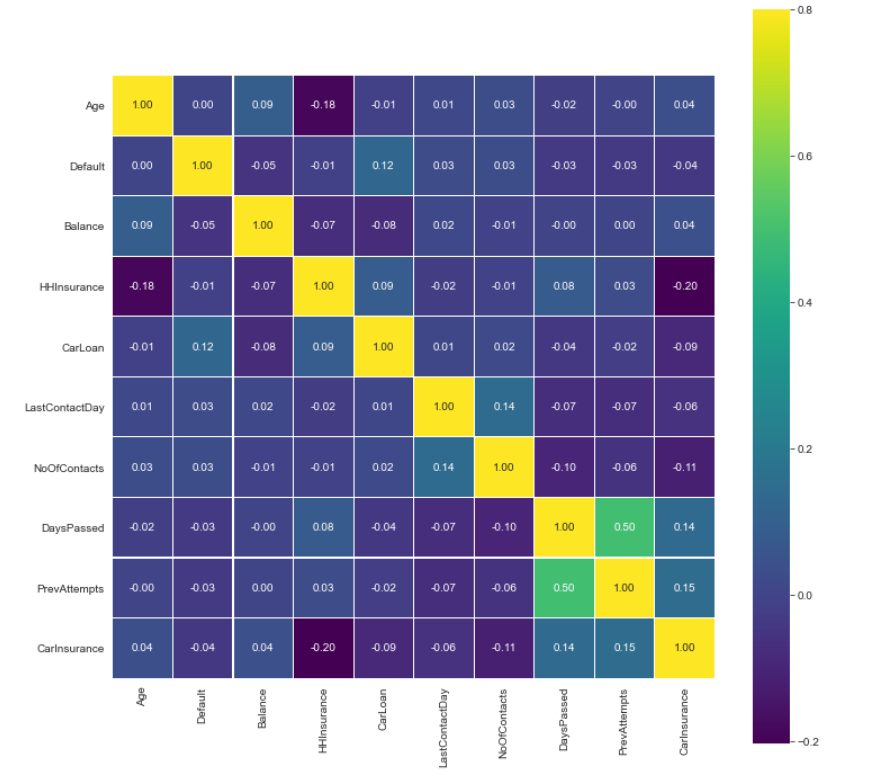 0.8
Age 1.00 0.00 0.09 -0.18 -0.01 0.01 0.03 -0.02 -0.00 0.04
0.6
Default 0.00 1.00 -0.05 -0.01 0.12 0.03 0.03 -0.03 -0.03 -0.04
Balance 0.09 -0.05 1.00 -0.07 -0.08 0.02 -0.01 -0.00 0.00 0.04
HHInsurance -0.18 -0.01 -0.07 1.00 0.09 -0.02 -0.01 0.08 0.03 -0.20
0.4
CarLoan -0.01 0.12 -0.08 0.09 1.00 0.01 0.02 -0.04 -0.02 -0.09
LastContactDay 0.01 0.03 0.02 -0.02 0.01 1.00 0.14 -0.07 -0.07 -0.06
0.2
NoOfContacts 0.03 0.03 -0.01 -0.01 0.02 0.14 1.00 -0.10 -0.06 -0.11
DaysPassed -0.02 -0.03 -0.00 0.08 -0.04 -0.07 -0.10 1.00 0.50 0.14
PrevAttempts -0.00 -0.03 0.00 0.03 -0.02 -0.07 -0.06 0.50 1.00 0.15
0.0
CarInsurance 0.04 -0.04 0.04 -0.20 -0.09 -0.06 -0.11 0.14 0.15 1.00
Age Default Balance HHInsurance CarLoan LastContactDay NoOfContacts DaysPassed PrevAttempts CarInsurance
-0.2